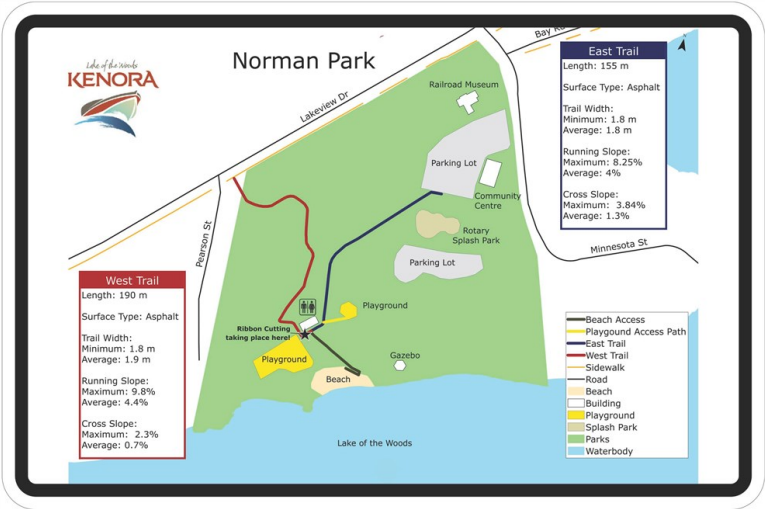 Norman Park
Lake of the Woods
KENORA
Lakeview Dr
Bay
Pearson St
Minnesota St
Railroad Museum
Parking Lot
Community
Centre
Rotary
Splash Park
Parking Lot
Playground
Ribbon Cutting
taking place here!
Playground
Gazebo
Beach
Lake of the Woods
East Trail
Length: 155 m
Surface Type: Asphalt
Trail Width:
Minimum: 1.8 m
Average: 1.8 m
Running Slope:
Maximum: 8.25%
Average: 4%
Cross Slope:
Maximum: 3.84%
Average: 1.3%
West Trail
Length: 190 m
Surface Type: Asphalt
Trail Width:
Minimum: 1.8 m
Average: 1.9 m
Running Slope:
Maximum: 9.8%
Average: 4.4%
Cross Slope:
Maximum: 2.3%
Average: 0.7%
Beach Access
Playgound Access Path
East Trail
West Trail
Sidewalk
Road
Beach
Building
Playground
Splash Park
Parks
Waterbody